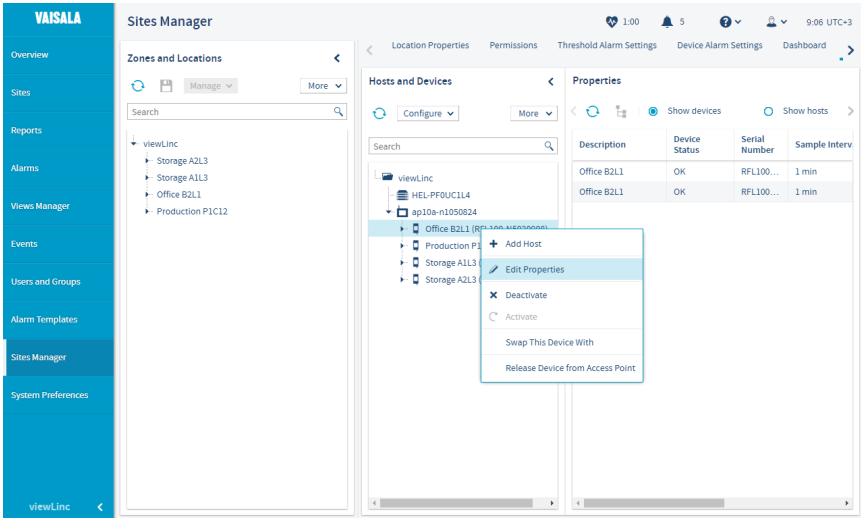 VAISALA
Overview
Sites
Reports
Alarms
Views Manager
Events
Users and Groups
Alarm Templates
Sites Manager
System Preferences
viewLinc
Sites Manager
1:00
5
9:06 UTC+3
Zones and Locations
Manage
More
Search
viewLinc
Storage A2L3
Storage A1L3
Office B2L1
Production P1C12
Location Properties Permissions Threshold Alarm Settings Device Alarm Settings Dashboard
Hosts and Devices
Configure
More
Search
viewLinc
HEL-PF0UC1L4
ap10a-n1050824
Office B2L1
Production P1
Storage A1L3 (
Storage A2L3 (
Add Host
Edit Properties
Deactivate
Activate
Swap This Device With
Release Device from Access Point
Properties
Show devices Show hosts
Description Device Status Serial Number Sample Interv
Office B2L1 OK RFL100... 1 min
Office B2L1 OK RFL100... 1 min